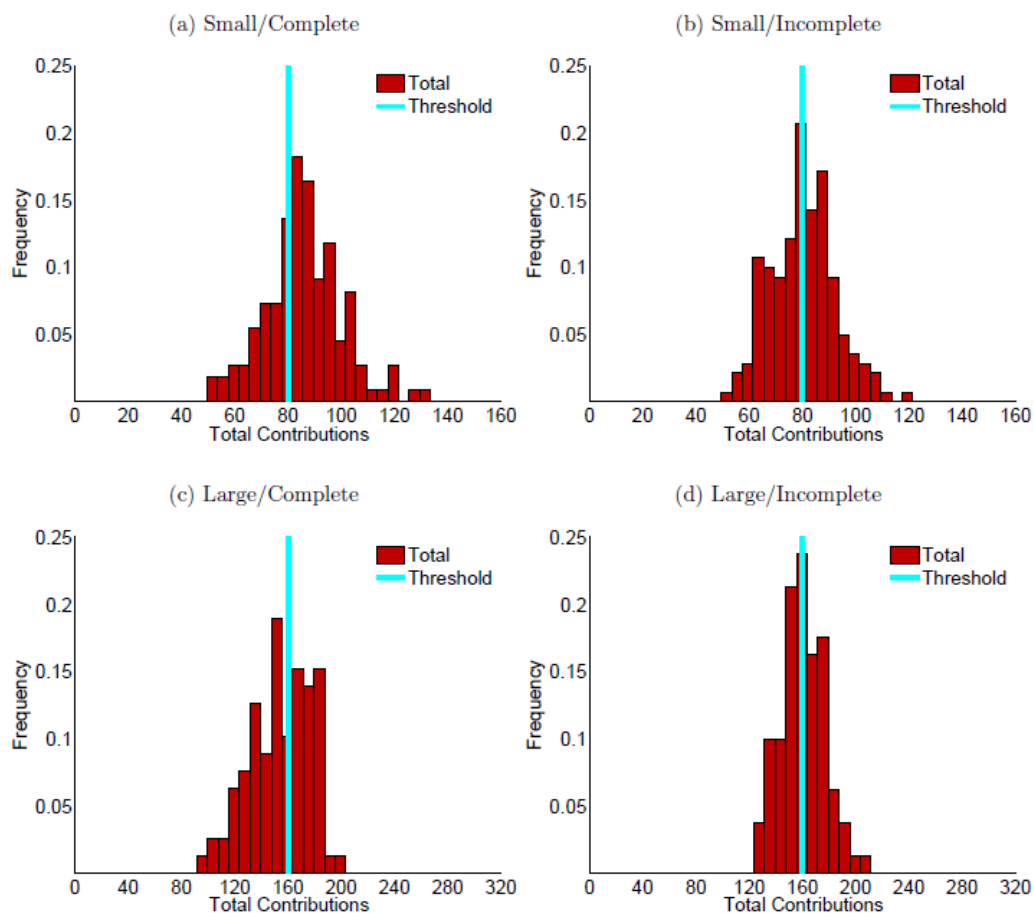 (a) Small/Complete
(b) Small/Incomplete
0.25
0.2
0.15
0.1
0.05
Frequency
Total
Threshold
0 20 40 60 80 100 120 140 160
Total Contributions
0.25
0.2
0.15
0.1
0.05
Frequency
Total
Threshold
0 20 40 60 80 100 120 140 160
Total Contributions
(c) Large/Complete
(d) Large/Incomplete
0.25
0.2
0.15
0.1
0.05
Frequency
Total
Threshold
0 40 80 120 160 200 240 280 320
Total Contributions
0.25
0.2
0.15
0.1
0.05
Frequency
Total
Threshold
0 40 80 120 160 200 240 280 320
Total Contributions